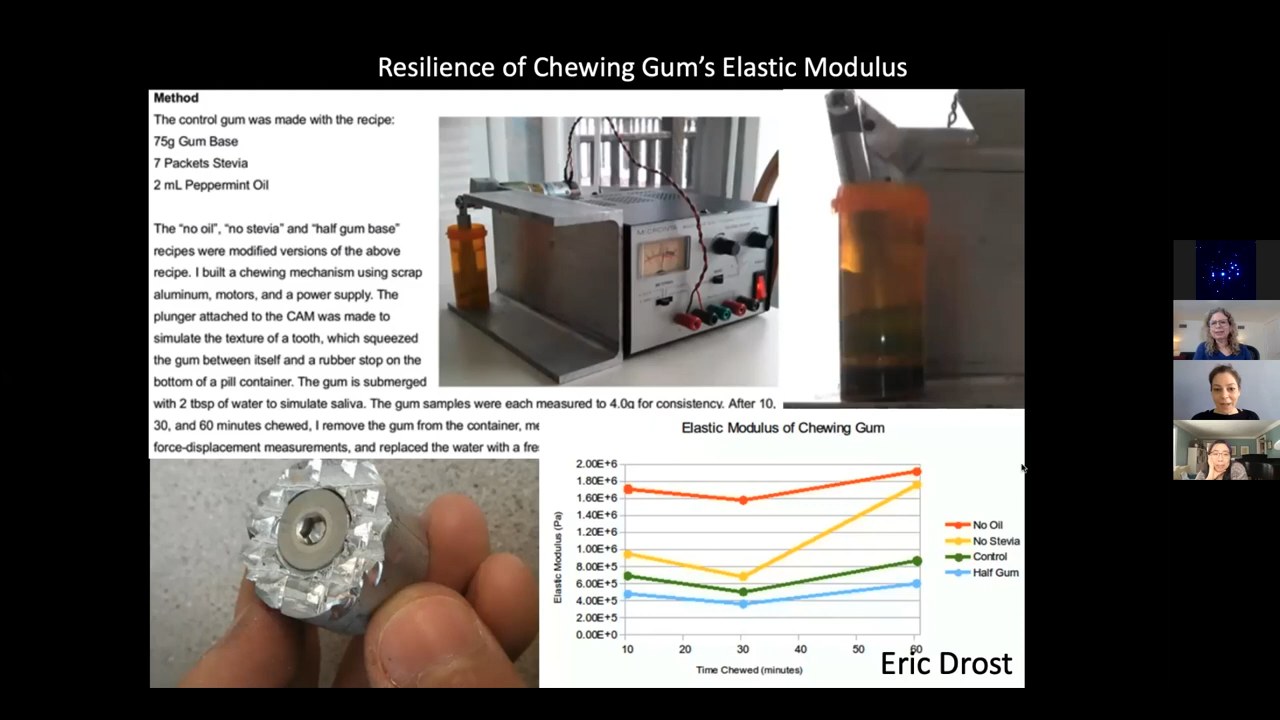 Resilience of Chewing Gum's Elastic Modulus
Method
The control gum was made with the recipe:
75g Gum Base
7 Packets Stevia
2 mL Peppermint Oil
The “no oil”, “no stevia” and “half gum base”
recipes were modified versions of the above
recipe. I built a chewing mechanism using scrap
aluminum, motors, and a power supply. The
plunger attached to the CAM was made to
simulate the texture of a tooth, which squeezed
the gum between itself and a rubber stop on the
bottom of a pill container. The gum is submerged
with 2 tbsp of water to simulate saliva. The gum samples were each measured to 4.0g for consistency. After 10,
30, and 60 minutes chewed, I remove the gum from the container, me
force-displacement measurements, and replaced the water with a fre
Elastic Modulus of Chewing Gum
2.00E+6
1.80E+6
1.60E+6
1.40E+6
1.20E+6
1.00E+6
8.00E+5
6.00E+5
4.00E+5
2.00E+5
0.00E+0
Elastic Modulus (Pa)
10 20 30 40 50 60
Time Chewed (minutes)
No Oil
No Stevia
Control
Half Gum
Eric Drost